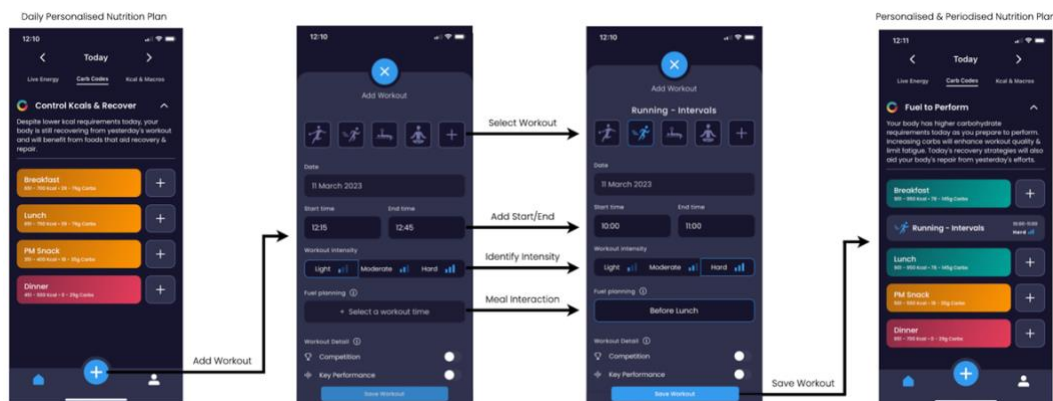 Daily Personalised Nutrition Plan
12:10
Today
Live Energy
Carb Codes
Kcal & Macros
Control Kcals & Recover
Despite lower kcal requirements today, your
body is still recovering from yesterday's workout
and will benefit from foods that aid recovery &
repair.
Breakfast
Lunch
PM Snack
Dinner
Add Workout
12:10
Add Workout
Date
11 March 2023
Start time
End time
12:15
12:45
Workout intensity
Light
Moderate
Hard
Fuel planning
+ Select a workout time
Workout Detail
Competition
Key Performance
Save Workout
Select Workout
Add Start/End
Identify Intensity
Meal Interaction
12:10
Add Workout
Running - Intervals
Date
11 March 2023
Start time
End time
10:00
11:00
Workout intensity
Light
Moderate
Hard
Fuel planning
Before Lunch
Workout Detail
Competition
Key Performance
Save Workout
Save Workout
Personalised & Periodised Nutrition Plan
12:11
Today
Live Energy
Carb Codes
Kcal & Macros
Fuel to Perform
Your body has higher carbohydrate
requirements today as you prepare to perform.
Increasing carbs will enhance workout quality &
limit fatigue. Today's recovery strategies will also
aid your body's repair from yesterday's efforts.
Breakfast
Running - Intervals
10:00-11:00
Hard
Lunch
PM Snack
Dinner